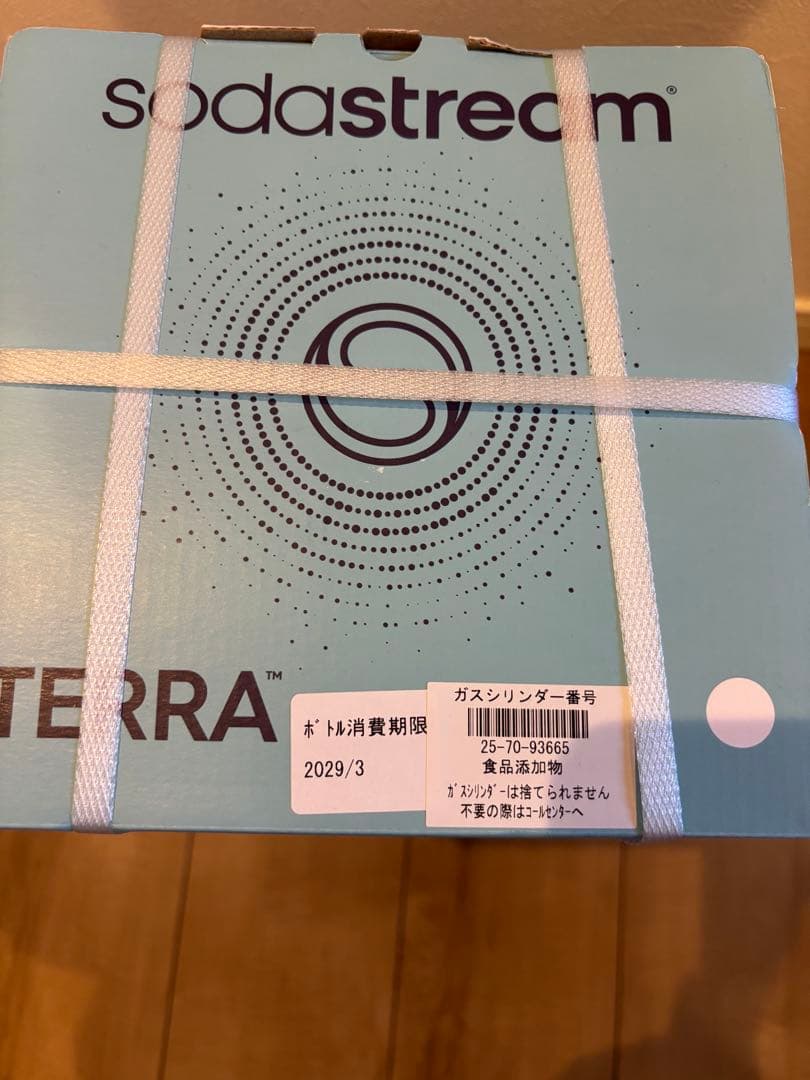 sodastream®
TERRA™
ﾎﾞﾄﾙ消費期限
2029/3
ガスシリンダー番号
25-70-93665
食品添加物
ｶﾞｽｼﾘﾝﾀﾞｰは捨てられません
不要の際はｺｰﾙｾﾝﾀｰへ